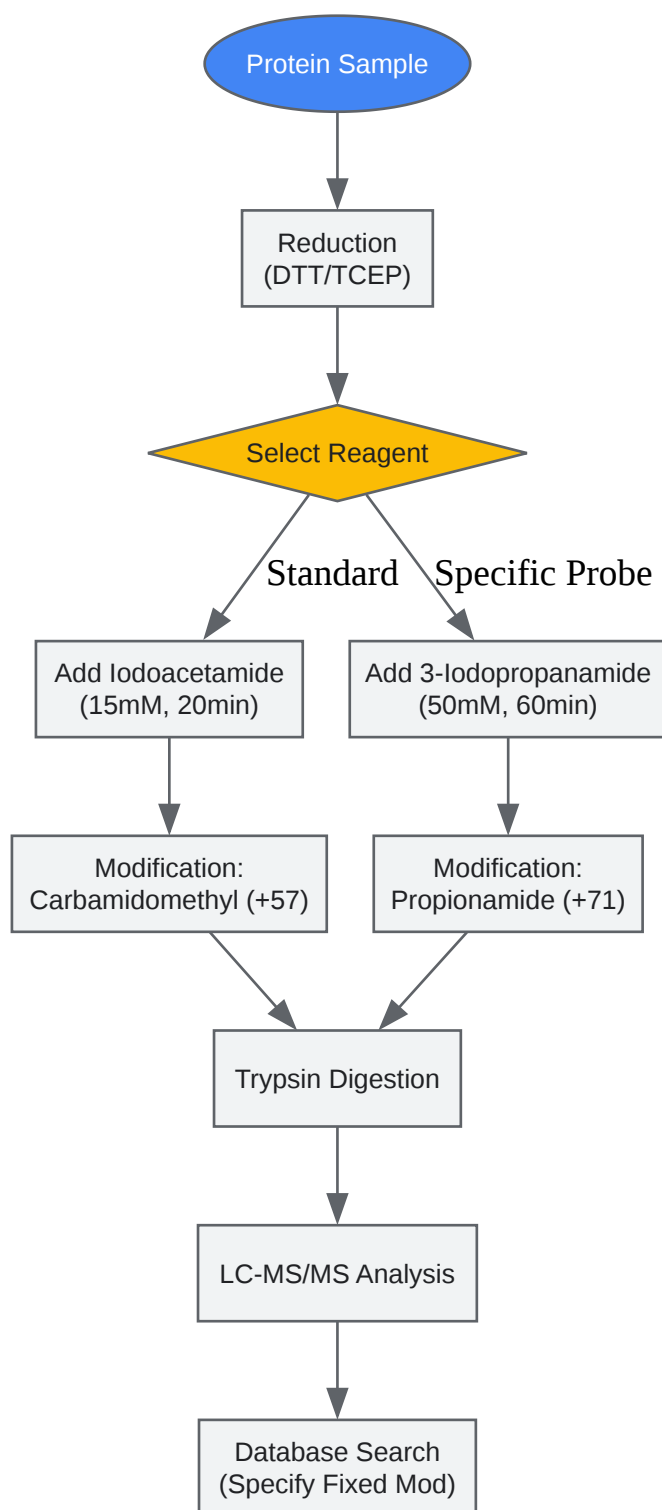 Protein Sample
Reduction
(DTT/TCEP)
Select Reagent
Standard
Specific Probe
Add Iodoacetamide
(15mM, 20min)
Add 3-Iodopropanamide
(50mM, 60min)
Modification:
Carbamidomethyl (+57)
Modification:
Propionamide (+71)
Trypsin Digestion
LC-MS/MS Analysis
Database Search
(Specify Fixed Mod)